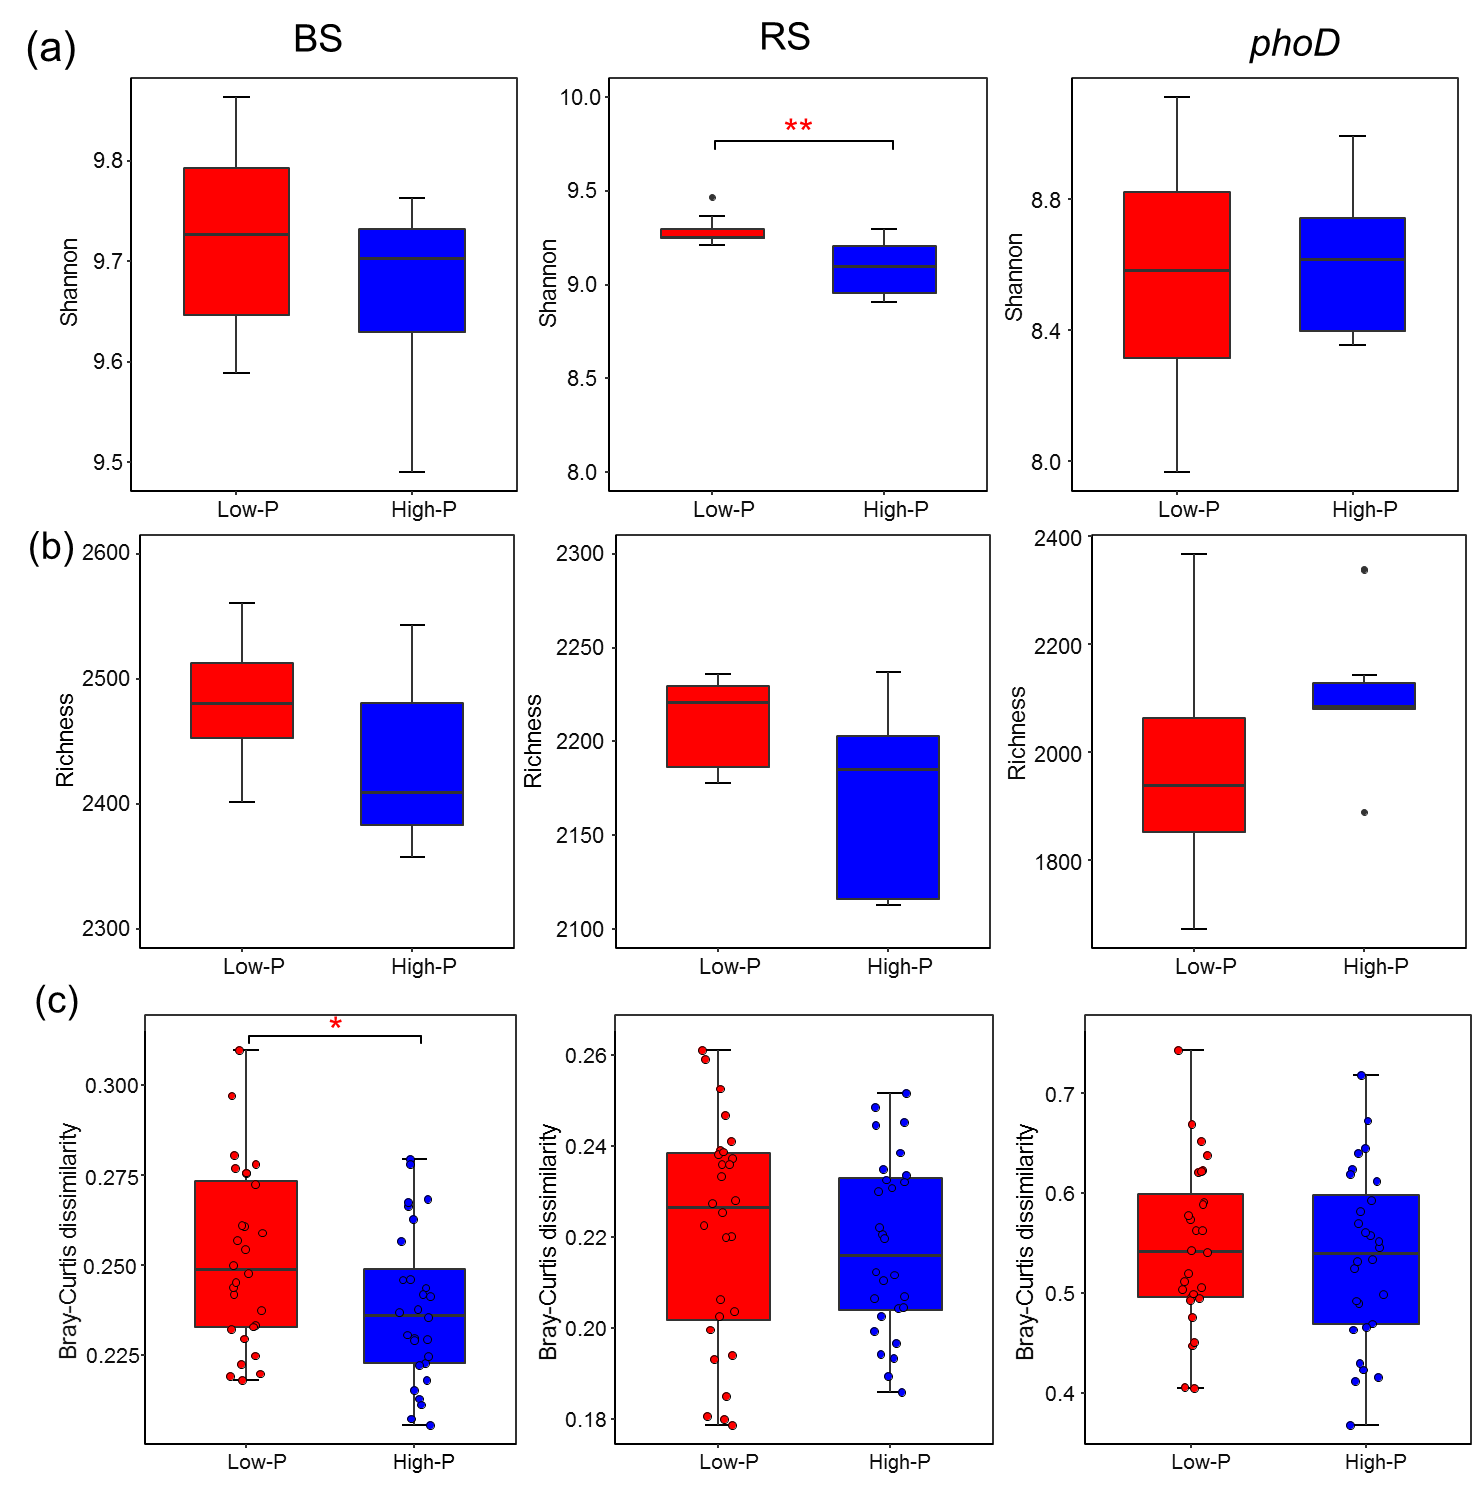 (a)
BS
RS
phoD
Shannon
9.8
9.7
9.6
9.5
Low-P
High-P
Shannon
10.0
9.5
9.0
8.5
8.0
**
Low-P
High-P
Shannon
8.8
8.4
8.0
Low-P
High-P
(b)
Richness
2600
2500
2400
2300
Low-P
High-P
Richness
2300
2250
2200
2150
2100
Low-P
High-P
Richness
2400
2200
2000
1800
Low-P
High-P
(c)
Bray-Curtis dissimilarity
0.300
0.275
0.250
0.225
*
Low-P
High-P
Bray-Curtis dissimilarity
0.26
0.24
0.22
0.20
0.18
Low-P
High-P
Bray-Curtis dissimilarity
0.7
0.6
0.5
0.4
Low-P
High-P